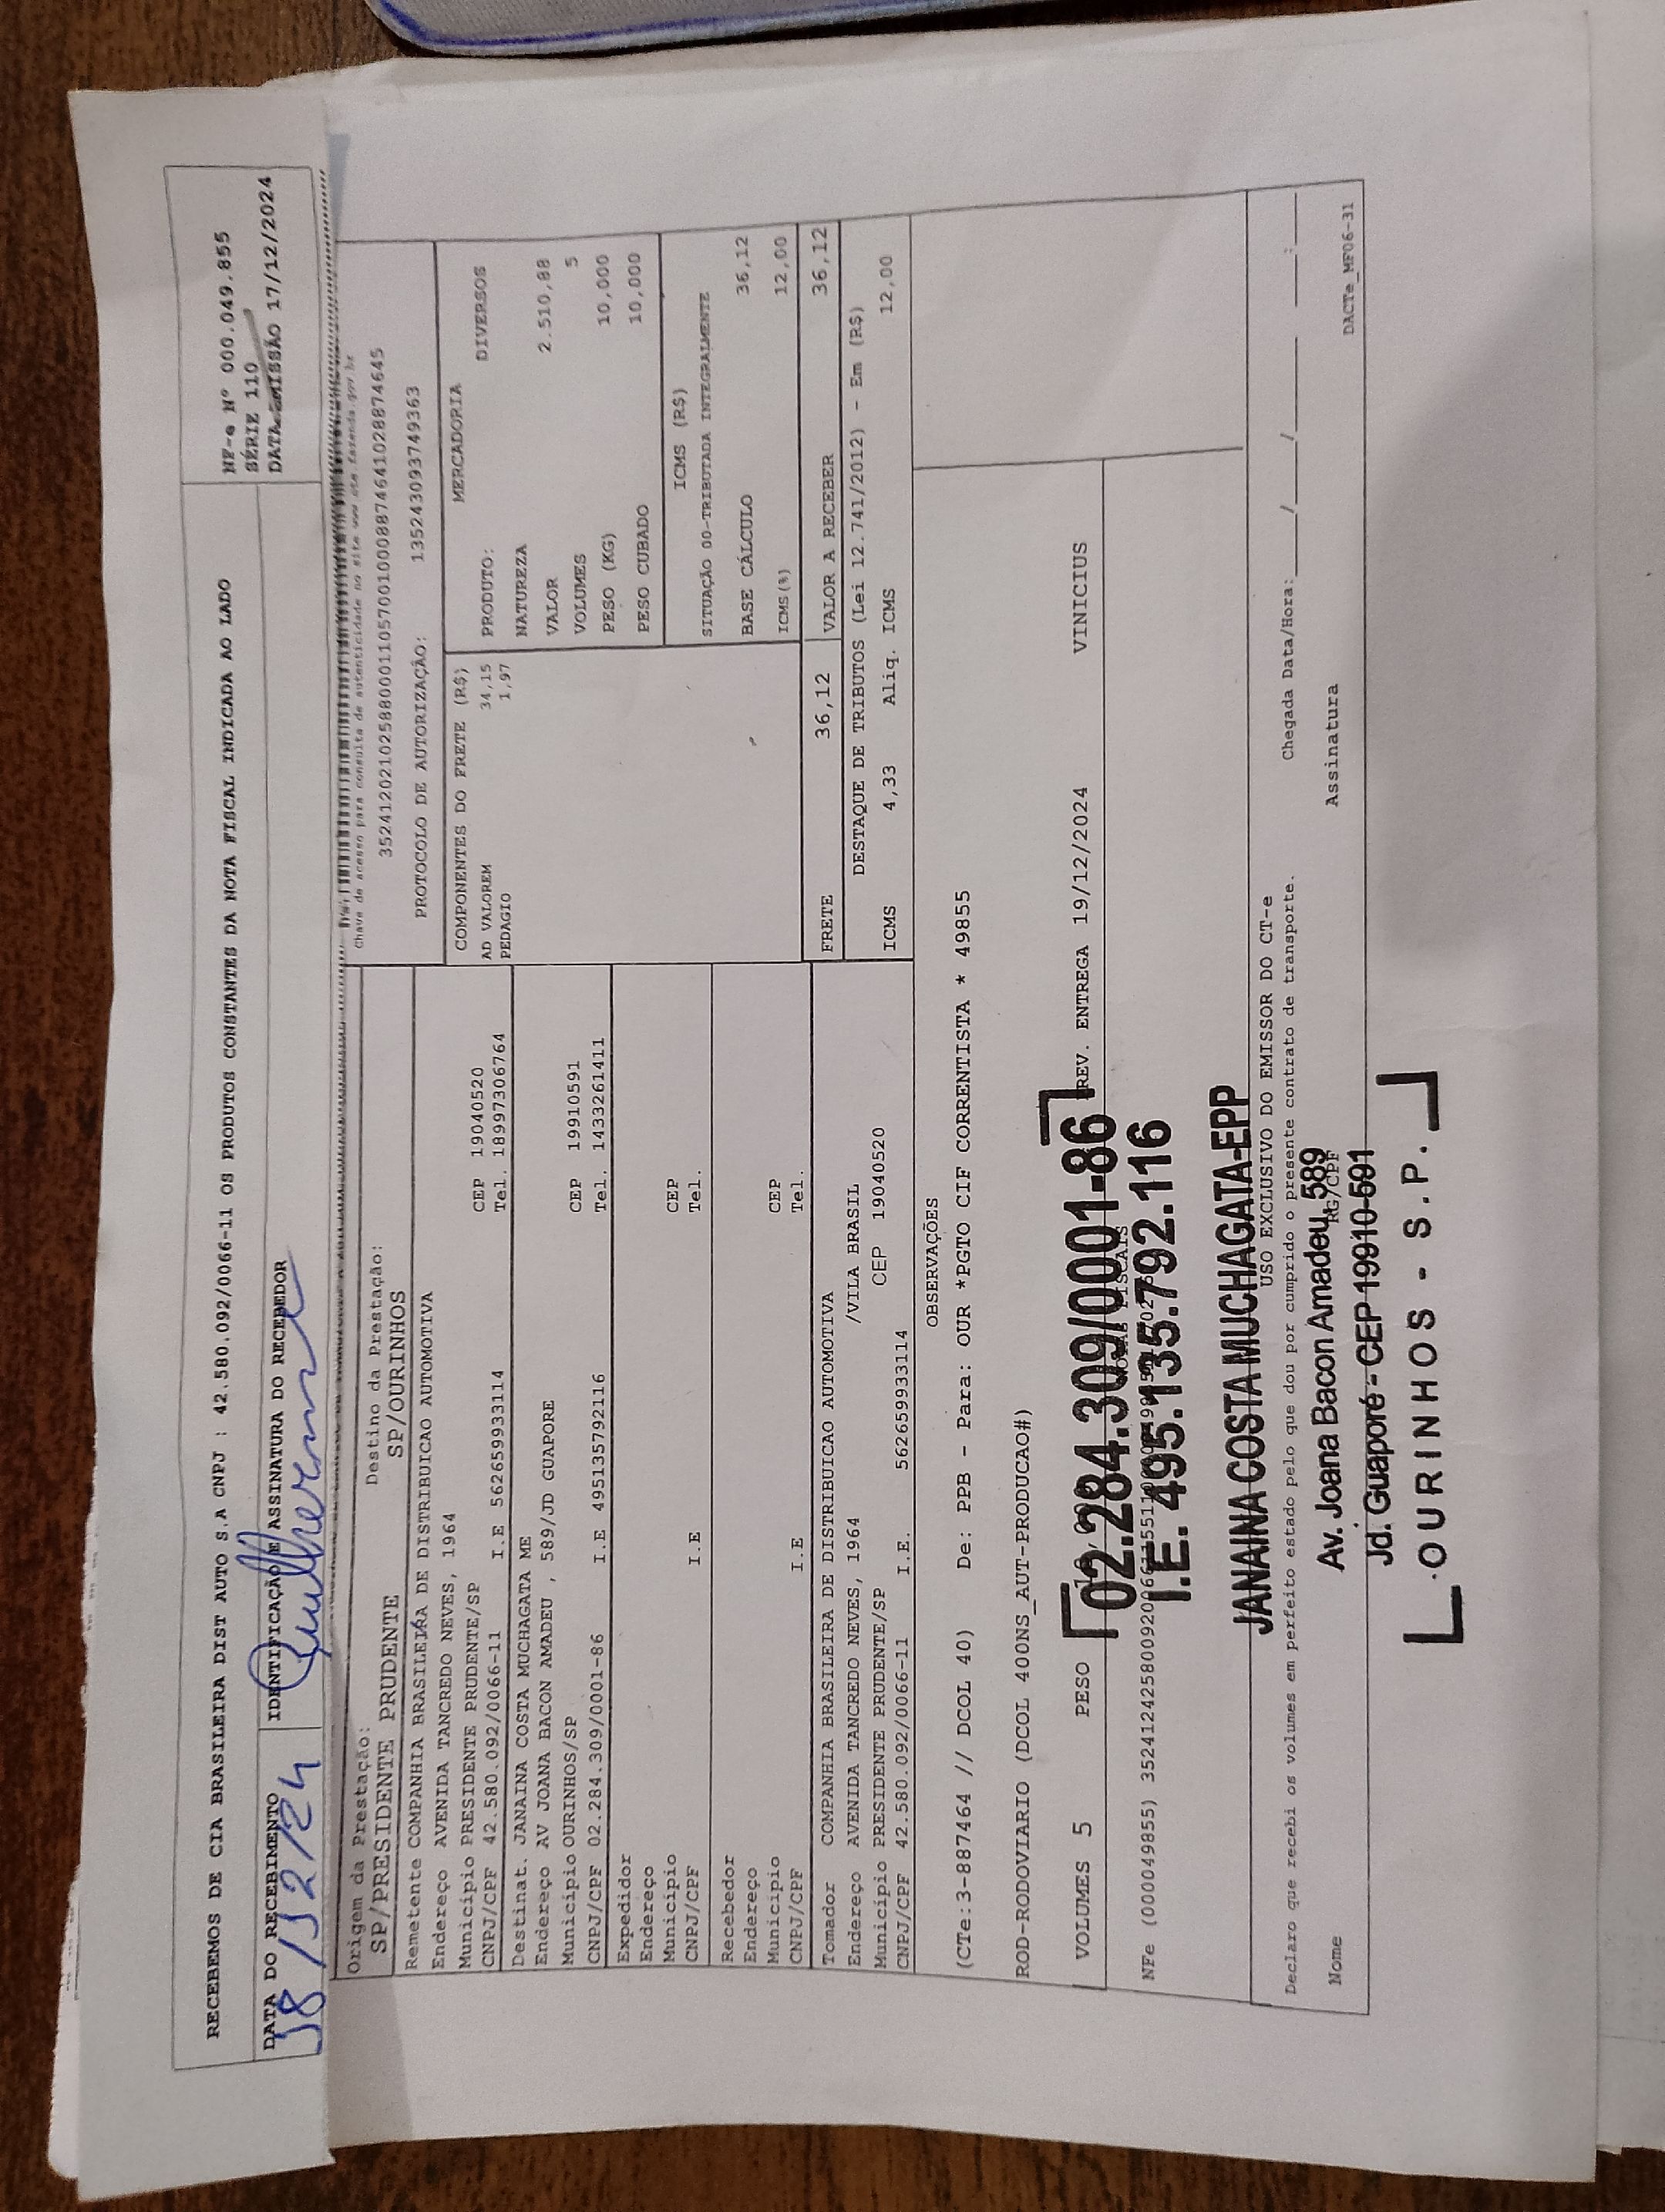 RECEBEMOS DE CIA BRASILEIRA DIST AUTO S.A CNPJ : 42.580.092/0066-11 OS PRODUTOS CONSTANTES DA NOTA FISCAL INDICADA AO LADO
NF-e Nº 000.049.855
SÉRIE 110
DATA EMISSÃO 17/12/2024
DATA DO RECEBIMENTO
18/12/24
IDENTIFICAÇÃO E ASSINATURA DO RECEBEDOR
Guilherme
Chave de acesso para consulta de autenticidade no site www.cte.fazenda.gov.br
35241202102588000110570010008874641028874645
PROTOCOLO DE AUTORIZAÇÃO: 135243093749363
Origem da Prestação:
SP/PRESIDENTE PRUDENTE
Destino da Prestação:
SP/OURINHOS
Remetente COMPANHIA BRASILEIRA DE DISTRIBUICAO AUTOMOTIVA
Endereço AVENIDA TANCREDO NEVES, 1964
Município PRESIDENTE PRUDENTE/SP CEP 19040520
CNPJ/CPF 42.580.092/0066-11 I.E 562659933114 Tel. 18997306764
Destinat. JANAINA COSTA MUCHAGATA ME
Endereço AV JOANA BACON AMADEU , 589/JD GUAPORE
Município OURINHOS/SP CEP 19910591
CNPJ/CPF 02.284.309/0001-86 I.E 495135792116 Tel. 1433261411
Expedidor
Endereço
Município CEP
CNPJ/CPF I.E Tel.
Recebedor
Endereço
Município CEP
CNPJ/CPF I.E Tel.
Tomador COMPANHIA BRASILEIRA DE DISTRIBUICAO AUTOMOTIVA
Endereço AVENIDA TANCREDO NEVES, 1964 /VILA BRASIL
Município PRESIDENTE PRUDENTE/SP CEP 19040520
CNPJ/CPF 42.580.092/0066-11 I.E. 562659933114
COMPONENTES DO FRETE (R$)
AD VALOREM 34,15
PEDAGIO 1,97
MERCADORIA
PRODUTO: DIVERSOS
NATUREZA
VALOR 2.510,88
VOLUMES 5
PESO (KG) 10,000
PESO CUBADO 10,000
ICMS (R$)
SITUAÇÃO 00-TRIBUTADA INTEGRALMENTE
BASE CÁLCULO 36,12
ICMS(%) 12,00
FRETE 36,12 VALOR A RECEBER 36,12
DESTAQUE DE TRIBUTOS (Lei 12.741/2012) - Em (R$)
ICMS 4,33 Aliq. ICMS 12,00
OBSERVAÇÕES
(CTe:3-887464 // DCOL 40) De: PPB - Para: OUR *PGTO CIF CORRENTISTA * 49855
ROD-RODOVIARIO (DCOL 400NS_AUT-PRODUCAO#)
VOLUMES 5 PESO REV. ENTREGA 19/12/2024 VINICIUS
NFe (000049855)
02.284.309/0001-86
I.E. 495.135.792.116
JANAINA COSTA MUCHAGATA-EPP
Av. Joana Bacon Amadeu, 589
Jd. Guaporé - CEP 19910-591
OURINHOS - S.P.
USO EXCLUSIVO DO EMISSOR DO CT-e
Declaro que recebi os volumes em perfeito estado pelo que dou por cumprido o presente contrato de transporte.
Chegada Data/Hora: ____/____/____ ____:____
Nome RG/CPF Assinatura
DACTe_MF06-31